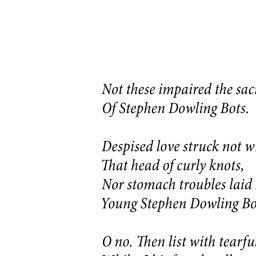 Not these impaired the
Of Stephen Dowling Bots.
Despised love struck not
That head of curly knots,
Nor stomach troubles laid
Young Stephen Dowling
O no. Then list with